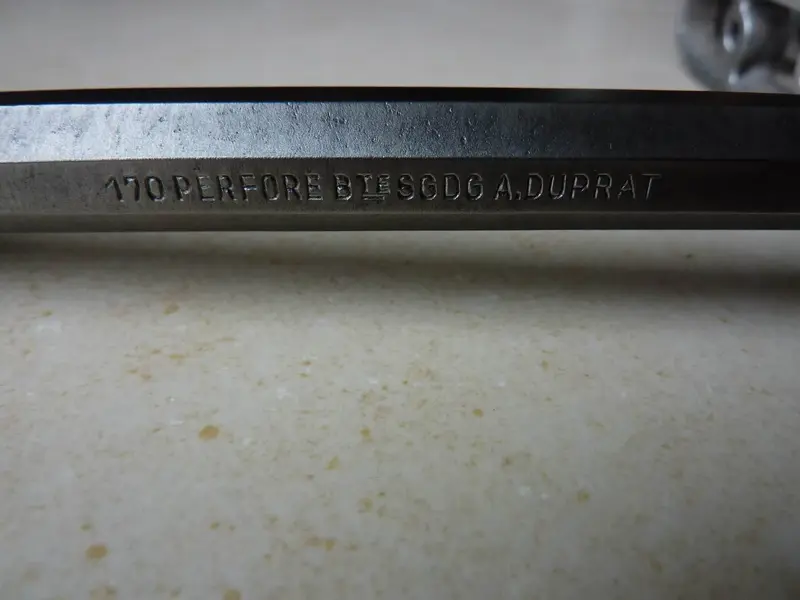 170 PERFORE BTE SGDG A.DUPRAT